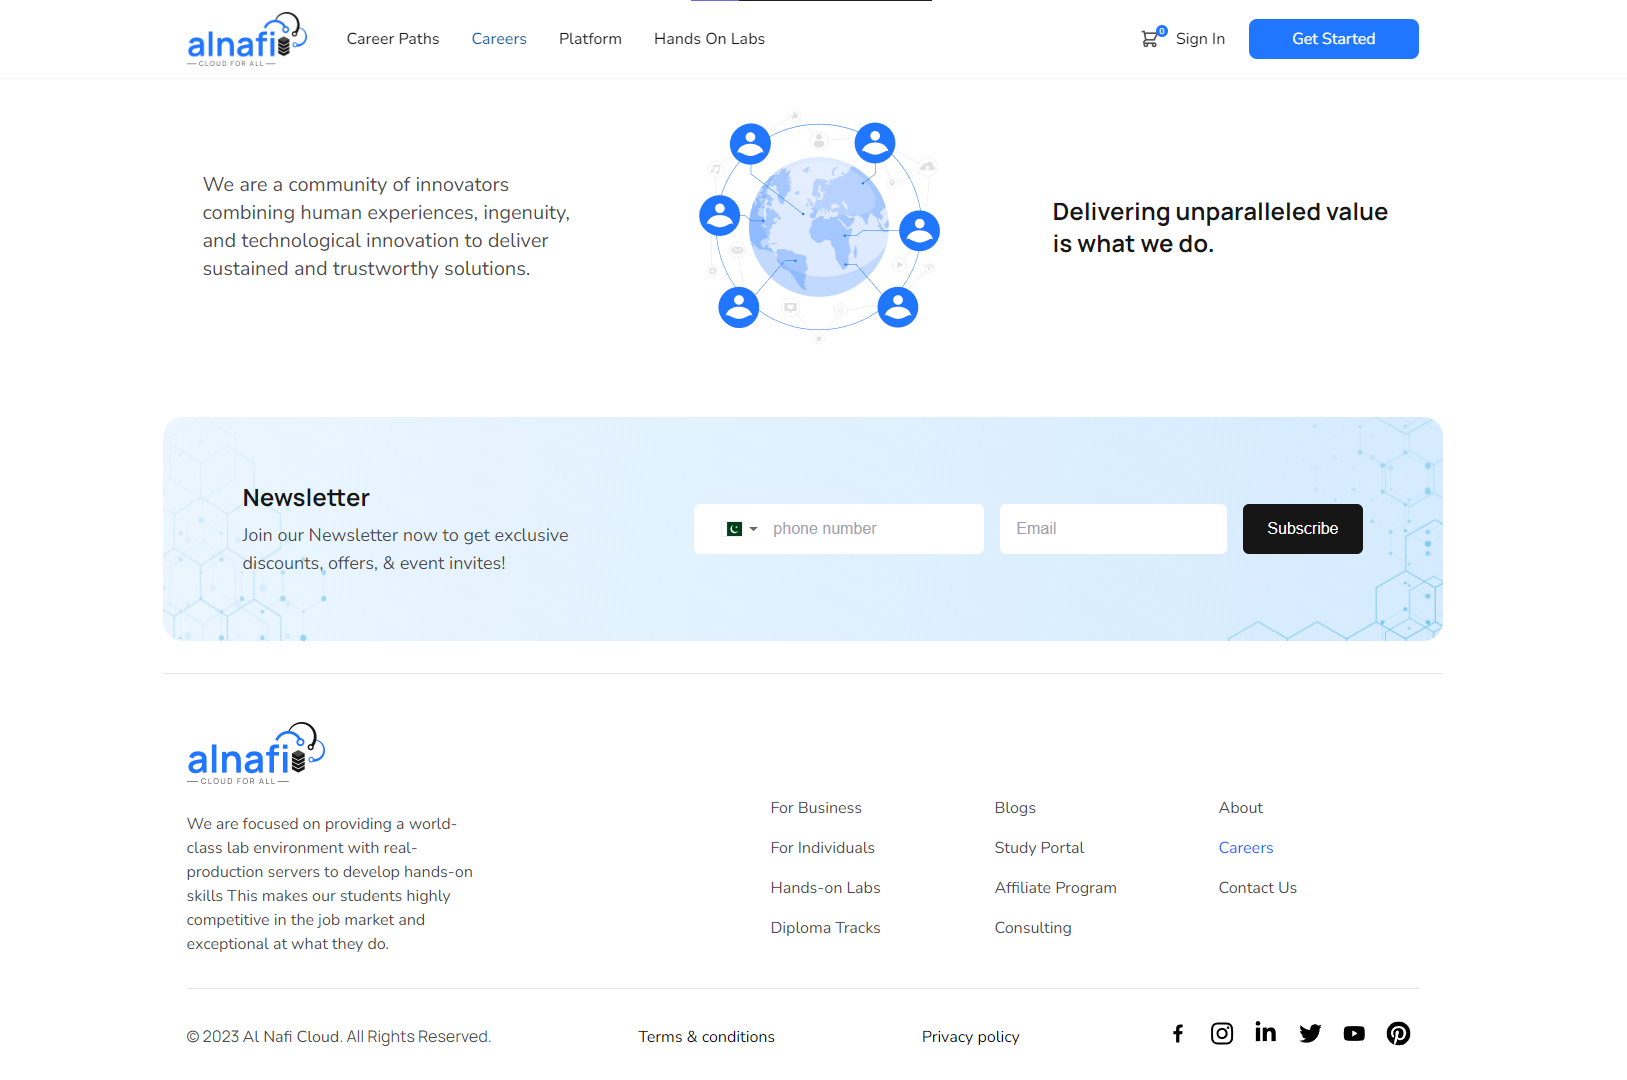 alnafi
CLOUD FOR ALL
Career Paths
Careers
Platform
Hands On Labs
0
Sign In
Get Started
We are a community of innovators
combining human experiences, ingenuity,
and technological innovation to deliver
sustained and trustworthy solutions.
Delivering unparalleled value
is what we do.
Newsletter
Join our Newsletter now to get exclusive
discounts, offers, & event invites!
phone number
Email
Subscribe
alnafi
CLOUD FOR ALL
We are focused on providing a world-
class lab environment with real-
production servers to develop hands-on
skills This makes our students highly
competitive in the job market and
exceptional at what they do.
For Business
For Individuals
Hands-on Labs
Diploma Tracks
Blogs
Study Portal
Affiliate Program
Consulting
About
Careers
Contact Us
© 2023 Al Nafi Cloud. All Rights Reserved.
Terms & conditions
Privacy policy